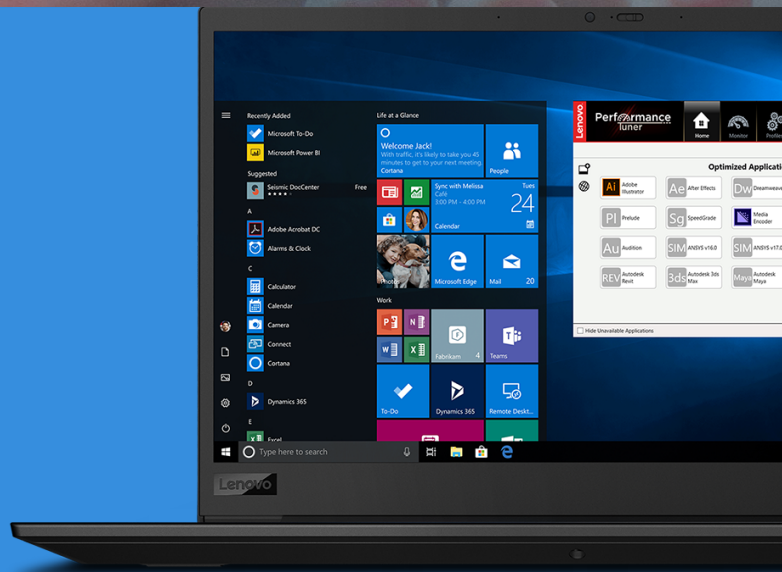 Recently Added
Microsoft To-Do
Microsoft Power BI
Suggested
Seismic DocCenter Free
A
Adobe Acrobat DC
Alarms & Clock
C
Calculator
Calendar
Camera
Connect
Cortana
D
Dynamics 365
E
Excel
Life at a Glance
Welcome Jack!
With traffic, it's likely to take you 45
minutes to get to your next meeting.
Cortana
People
Sync with Melissa
Café
3:00 PM - 4:00 PM
Calendar
Tues
24
Photos
Microsoft Edge
Mail 20
Work
Fabrikam 4
Teams
To-Do
Dynamics 365
Remote Deskt...
Type here to search
Lenovo
Performance
Tuner
Home
Monitor
Profiles
Optimized Applicati
Ai Adobe
Illustrator
Ae After Effects
Dw Dreamweav
Pl Prelude
Sg SpeedGrade
Media
Encoder
Au Audition
SIM ANSYS v16.0
SIM ANSYS v17.0
REV Autodesk
Revit
3ds Autodesk 3ds
Max
Maya Autodesk
Maya
Hide Unavailable Applications
Lenovo